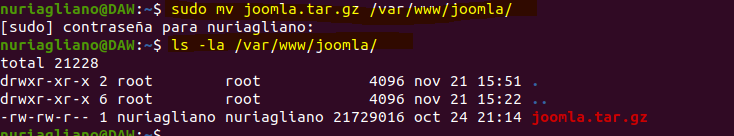 nuriagliano@DAW:~$ sudo mv joomla.tar.gz /var/www/joomla/
[sudo] contraseña para nuriagliano:
nuriagliano@DAW:~$ ls -la /var/www/joomla/
total 21228
drwxr-xr-x 2 root root 4096 nov 21 15:51 .
drwxr-xr-x 6 root root 4096 nov 21 15:22 ..
-rw-rw-r-- 1 nuriagliano nuriagliano 21729016 oct 24 21:14 joomla.tar.gz
nuriagliano@DAW:~$